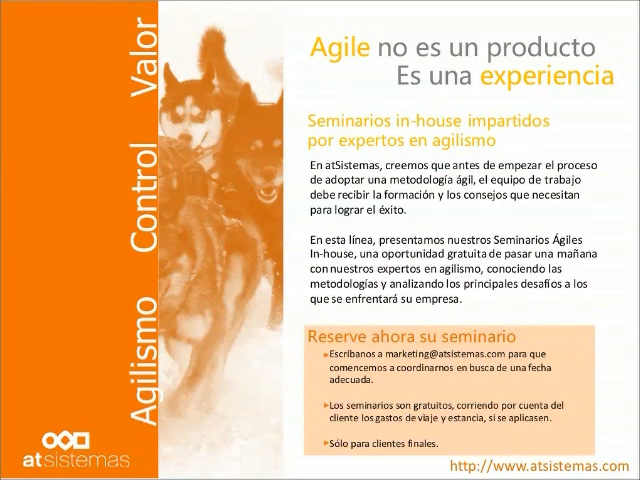 Agilismo Control Valor
Agile no es un producto
Es una experiencia
Seminarios in-house impartidos
por expertos en agilismo
En atSistemas, creemos que antes de empezar el proceso
de adoptar una metodología ágil, el equipo de trabajo
debe recibir la formación y los consejos que necesitan
para lograr el éxito.
En esta línea, presentamos nuestros Seminarios Ágiles
In-house, una oportunidad gratuita de pasar una mañana
con nuestros expertos en agilismo, conociendo las
metodologías y analizando los principales desafíos a los
que se enfrentará su empresa.
Reserve ahora su seminario
Escríbanos a marketing@atsistemas.com para que
comencemos a coordinarnos en busca de una fecha
adecuada.
Los seminarios son gratuitos, corriendo por cuenta del
cliente los gastos de viaje y estancia, si se aplicasen.
Sólo para clientes finales.
atsistemas
http://www.atsistemas.com